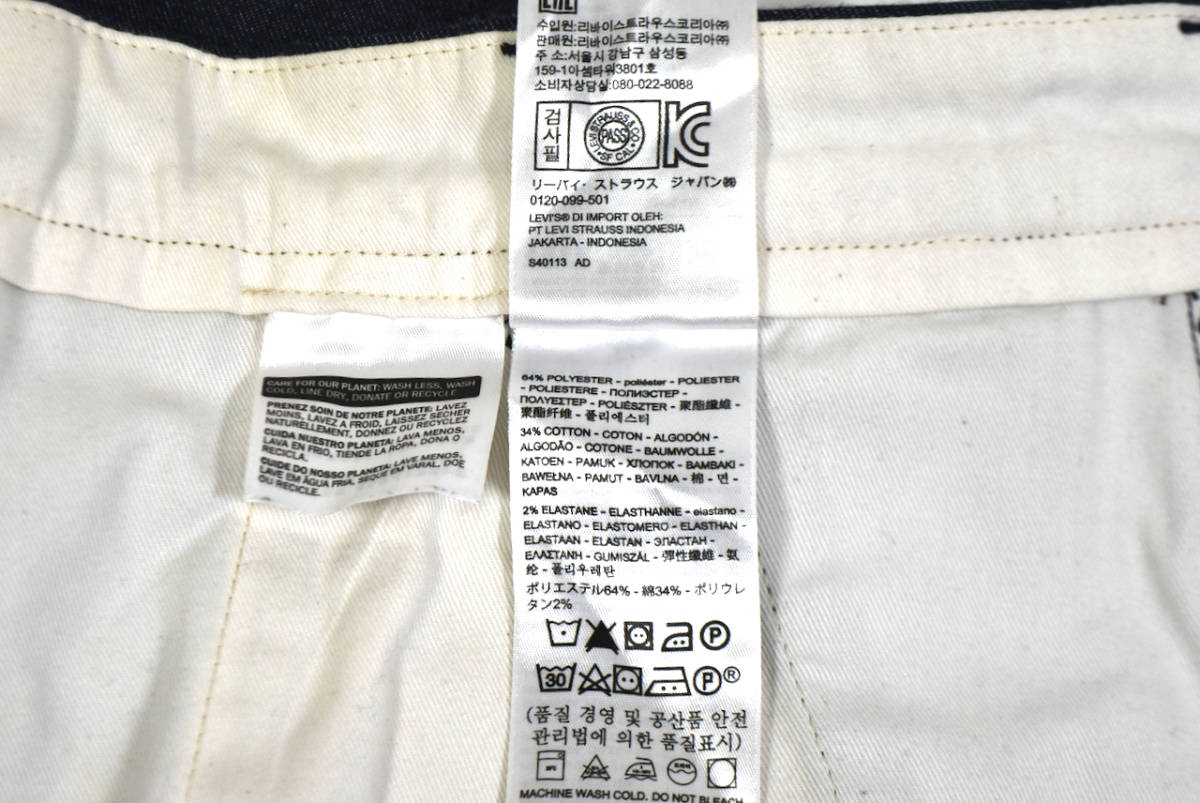 수입원:리바이스트라우스코리아㈜
판매원:리바이스트라우스코리아㈜
주 소:서울시 강남구 삼성동
159-1아셈타워3801호
소비자상담실:080-022-8088
검사필
LEVI STRAUSS & CO
PASS
SF CAL
リーバイ・ストラウス ジャパン㈱
0120-099-501
LEVI'S® DI IMPORT OLEH:
PT LEVI STRAUSS INDONESIA
JAKARTA - INDONESIA
S40113 AD
CARE FOR OUR PLANET: WASH LESS, WASH
COLD, LINE DRY, DONATE OR RECYCLE
PRENEZ SOIN DE NOTRE PLANETE: LAVEZ
MOINS, LAVEZ A FROID, LAISSEZ SECHER
NATURELLEMENT, DONNEZ OU RECYCLEZ
CUIDA NUESTRO PLANETA: LAVA MENOS,
LAVA EN FRIO, TIENDE LA ROPA, DONA O
RECICLA.
CUIDE DO NOSSO PLANETA: LAVE MENOS,
LAVE EM ÁGUA FRIA, SEQUE EM VARAL, DOE
OU RECICLE.
64% POLYESTER - poliéster - POLIESTER
- POLIESTERE - ПОЛИЭСТЕР -
ΠΟΛΥΕΣΤΕΡ - POLIÉSZTER - 聚酯纖維 -
聚酯纤维 - 폴리에스터
34% COTTON - COTON - ALGODÓN -
ALGODÃO - COTONE - BAUMWOLLE -
KATOEN - PAMUK - ХЛОПОК - ΒΑΜΒΑΚΙ -
BAWEŁNA - PAMUT - BAVLNA - 棉 - 면 -
KAPAS
2% ELASTANE - ELASTHANNE - elastano -
ELASTANO - ELASTOMERO - ELASTHAN -
ELASTAAN - ELASTAN - ЭЛАСТАН -
ΕΛΑΣΤΑΝΗ - GUMISZÁL - 彈性纖維 - 氨
纶 - 폴리우레탄
ポリエステル64% - 綿34% - ポリウレ
タン2%
P
30 P®
(품질 경영 및 공산품 안전
관리법에 의한 품질표시)
MACHINE WASH COLD. DO NOT BLEACH